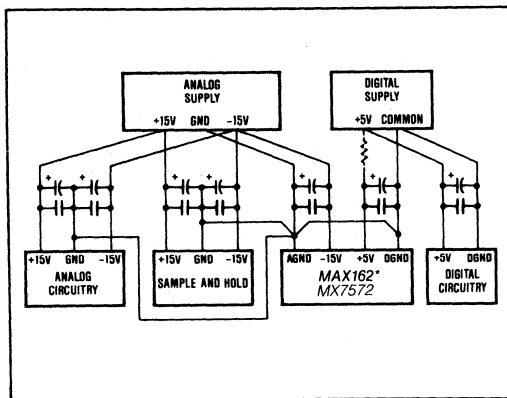 ANALOG
SUPPLY
+15V GND -15V
DIGITAL
SUPPLY
+5V COMMON
+ + + + + + +
+15V GND -15V
ANALOG
CIRCUITRY
+15V GND -15V
SAMPLE AND HOLD
AGND -15V +5V DGND
MAX162*
MX7572
+5V DGND
DIGITAL
CIRCUITRY